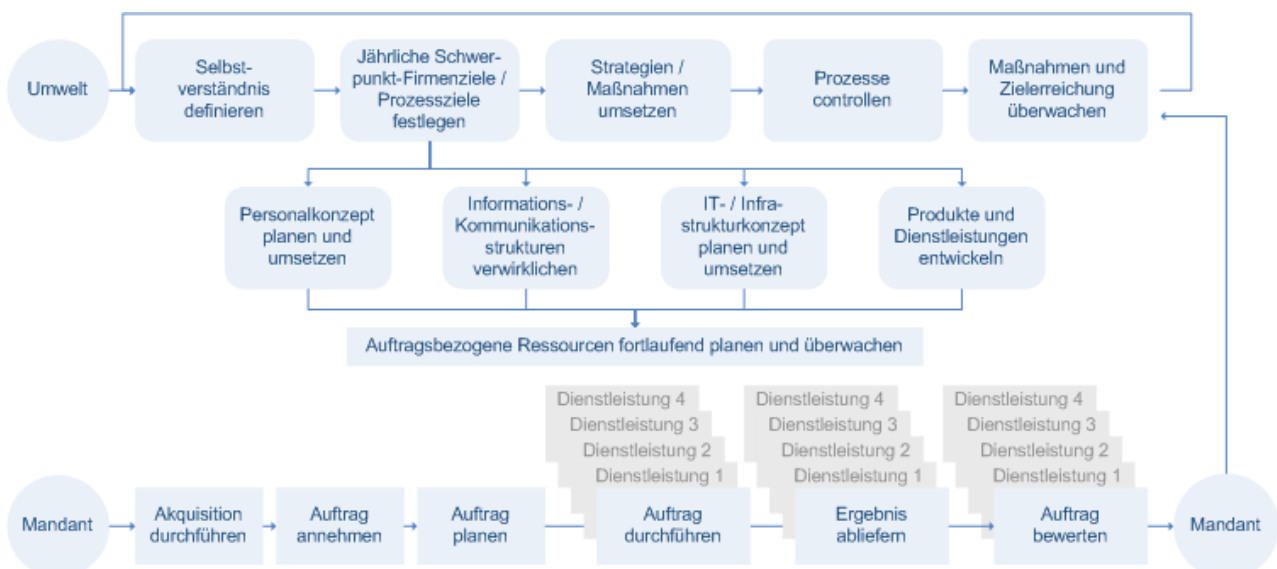 Umwelt
Selbst-
verständnis
definieren
Jährliche Schwer-
punkt-Firmenziele /
Prozessziele
festlegen
Strategien /
Maßnahmen
umsetzen
Prozesse
controllen
Maßnahmen und
Zielerreichung
überwachen
Personalkonzept
planen und
umsetzen
Informations- /
Kommunikations-
strukturen
verwirklichen
IT- / Infra-
strukturkonzept
planen und
umsetzen
Produkte und
Dienstleistungen
entwickeln
Auftragsbezogene Ressourcen fortlaufend planen und überwachen
Dienstleistung 4
Dienstleistung 3
Dienstleistung 2
Dienstleistung 1
Dienstleistung 4
Dienstleistung 3
Dienstleistung 2
Dienstleistung 1
Dienstleistung 4
Dienstleistung 3
Dienstleistung 2
Dienstleistung 1
Mandant
Akquisition
durchführen
Auftrag
annehmen
Auftrag
planen
Auftrag
durchführen
Ergebnis
abliefern
Auftrag
bewerten
Mandant